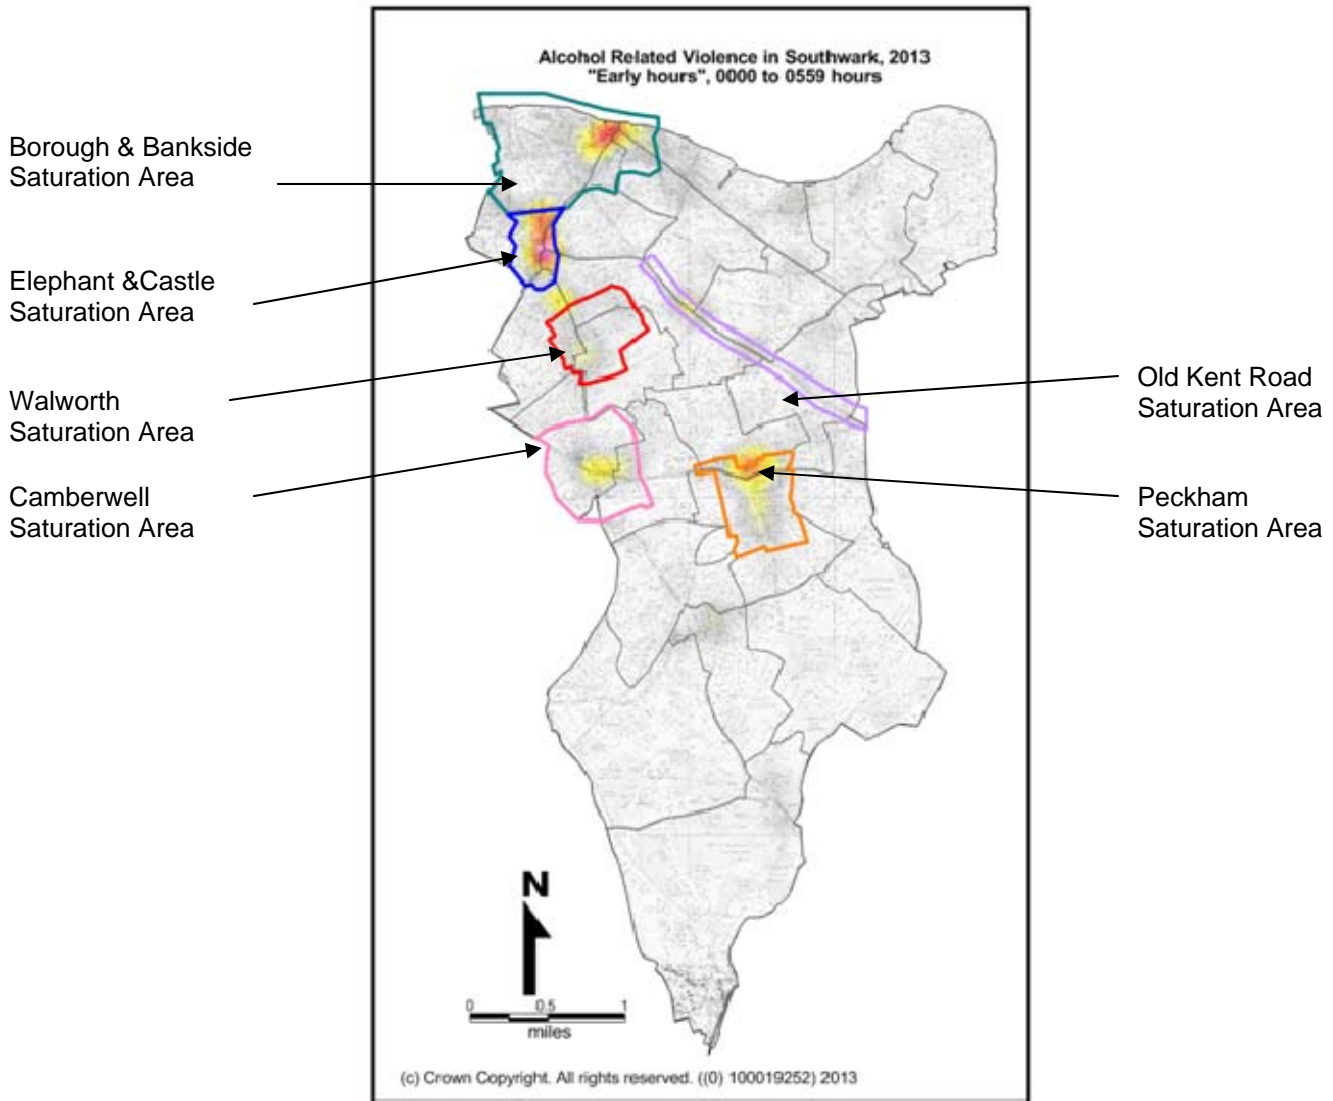 Alcohol Related Violence in Southwark, 2013
"Early hours", 0000 to 0559 hours
Borough & Bankside
Saturation Area
Elephant &Castle
Saturation Area
Walworth
Saturation Area
Camberwell
Saturation Area
Old Kent Road
Saturation Area
Peckham
Saturation Area
N
0 0.5 1
miles
(c) Crown Copyright. All rights reserved. ((0) 100019252) 2013